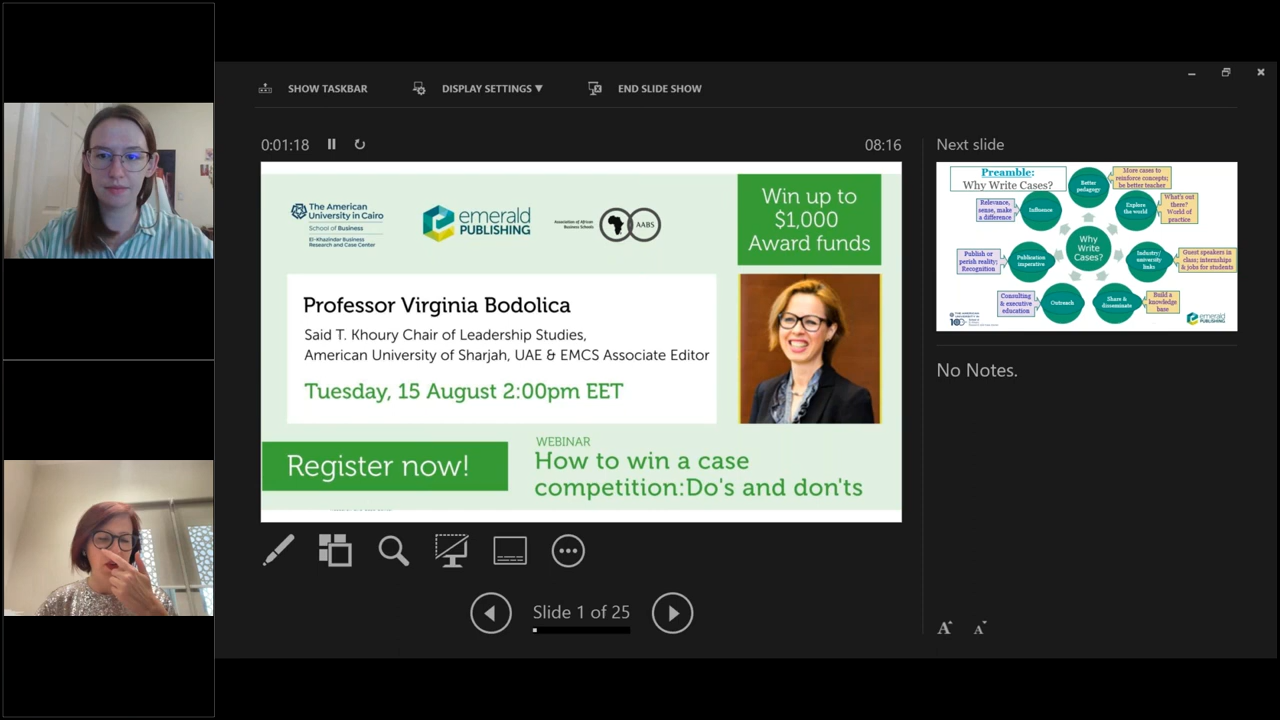 SHOW TASKBAR
DISPLAY SETTINGS ▼
END SLIDE SHOW
0:01:18
08:16
The American
University in Cairo
School of Business
El-Khazindar Business
Research and Case Center
emerald
PUBLISHING
Association of African
Business Schools
AABS
Win up to
$1,000
Award funds
Professor Virginia Bodolica
Said T. Khoury Chair of Leadership Studies,
American University of Sharjah, UAE & EMCS Associate Editor
Tuesday, 15 August 2:00pm EET
Register now!
WEBINAR
How to win a case
competition:Do's and don'ts
Slide 1 of 25
Next slide
Preamble:
Why Write Cases?
Better
pedagogy
More cases to
reinforce concepts;
be better teacher
Relevance,
sense, make
a difference
Influence
Explore
the world
What's out
there?
World of
practice
Why
Write
Cases?
Publish or
perish reality;
Recognition
Publication
imperative
Industry/
university
links
Guest speakers in
class; internships
& jobs for students
Consulting
& executive
education
Outreach
Share &
disseminate
Build a
knowledge
base
emerald
PUBLISHING
No Notes.
A A